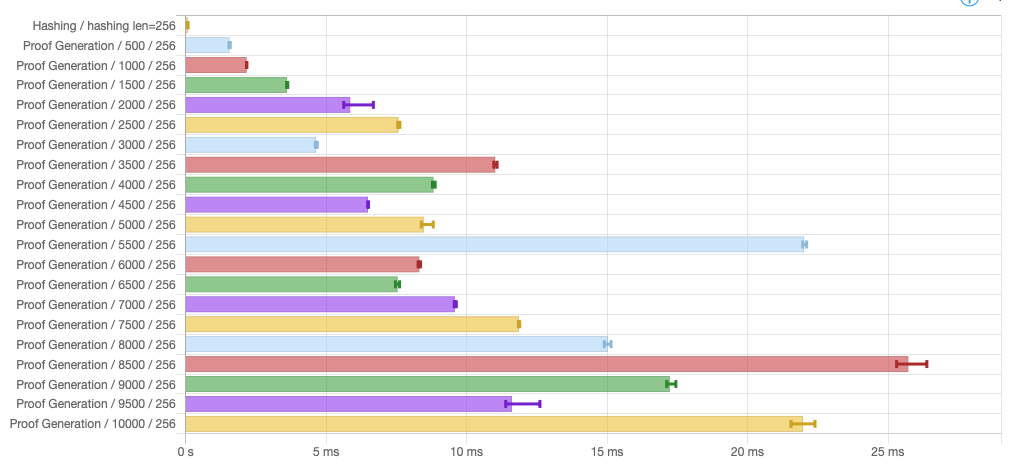 Hashing / hashing len=256
Proof Generation / 500 / 256
Proof Generation / 1000 / 256
Proof Generation / 1500 / 256
Proof Generation / 2000 / 256
Proof Generation / 2500 / 256
Proof Generation / 3000 / 256
Proof Generation / 3500 / 256
Proof Generation / 4000 / 256
Proof Generation / 4500 / 256
Proof Generation / 5000 / 256
Proof Generation / 5500 / 256
Proof Generation / 6000 / 256
Proof Generation / 6500 / 256
Proof Generation / 7000 / 256
Proof Generation / 7500 / 256
Proof Generation / 8000 / 256
Proof Generation / 8500 / 256
Proof Generation / 9000 / 256
Proof Generation / 9500 / 256
Proof Generation / 10000 / 256
0 s 5 ms 10 ms 15 ms 20 ms 25 ms